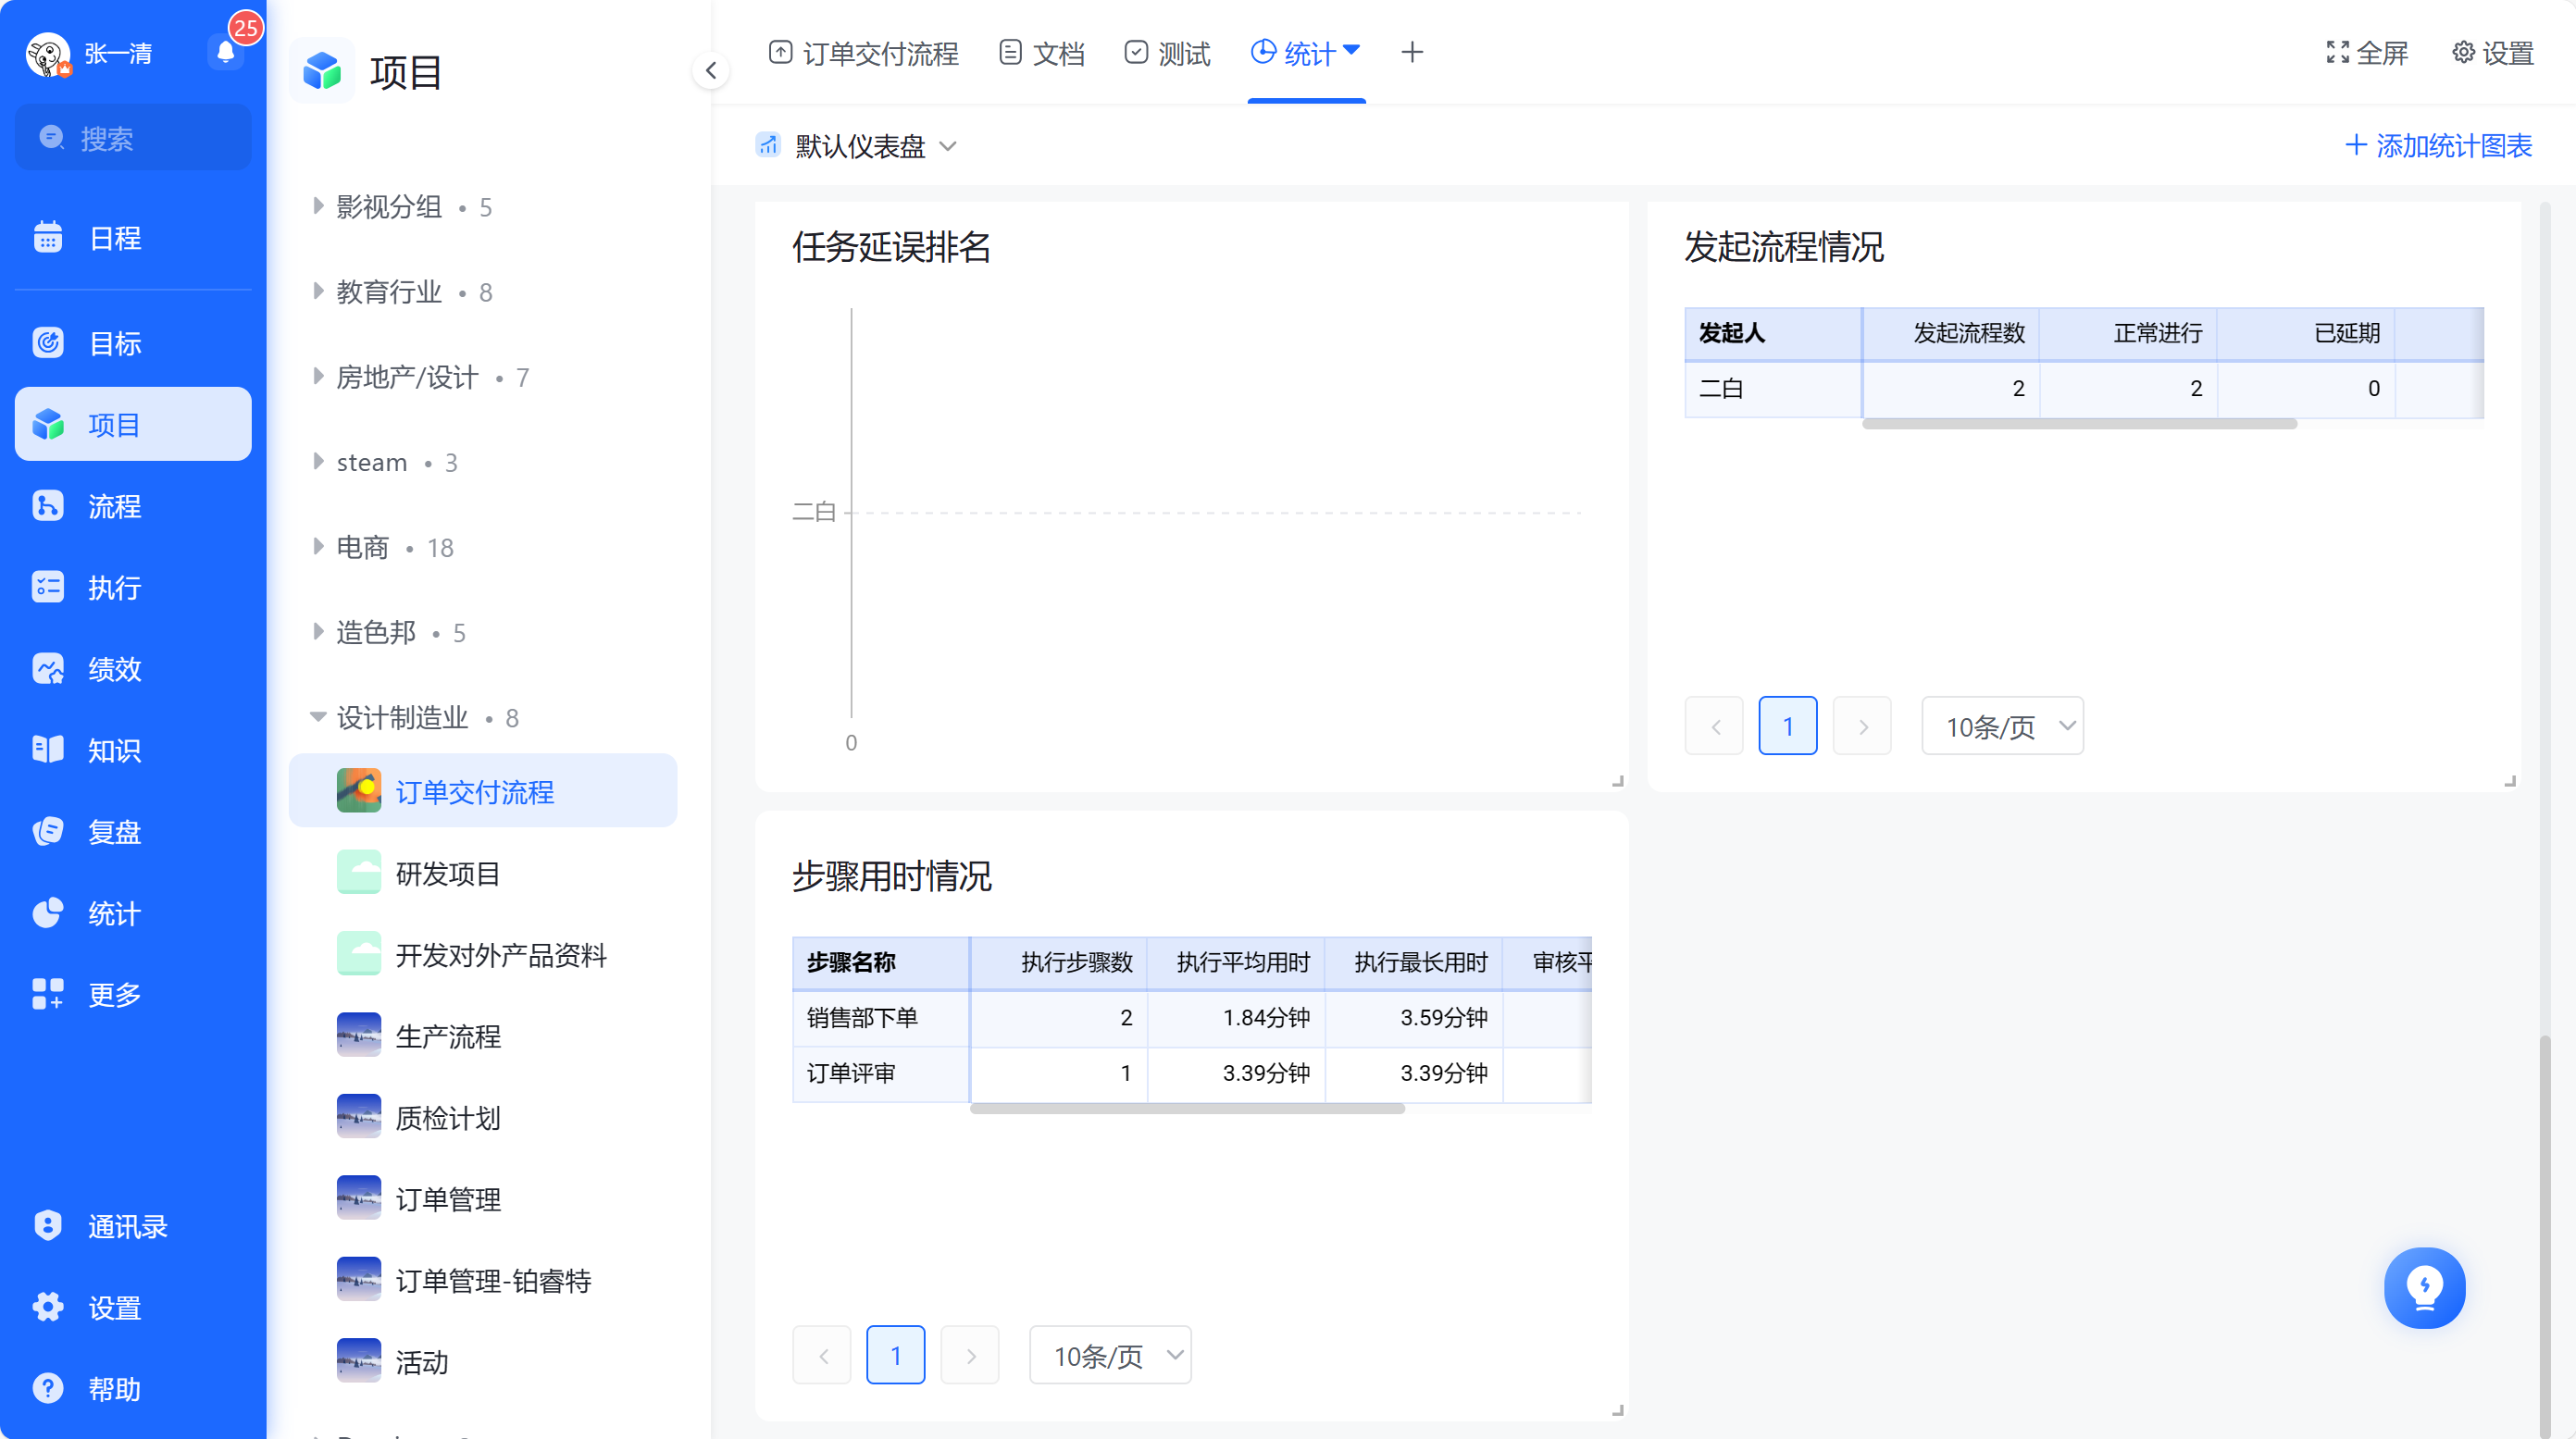 张一清
25
搜索
日程
目标
项目
流程
执行
绩效
知识
复盘
统计
更多
通讯录
设置
帮助
项目
影视分组 • 5
教育行业 • 8
房地产/设计 • 7
steam • 3
电商 • 18
造色邦 • 5
设计制造业 • 8
订单交付流程
研发项目
开发对外产品资料
生产流程
质检计划
订单管理
订单管理-铂睿特
活动
订单交付流程 文档 测试 统计
全屏 设置
默认仪表盘
添加统计图表
任务延误排名
二白
0
发起流程情况
发起人 发起流程数 正常进行 已延期
二白 2 2 0
1 10条/页
步骤用时情况
步骤名称 执行步骤数 执行平均用时 执行最长用时 审核平
销售部下单 2 1.84分钟 3.59分钟
订单评审 1 3.39分钟 3.39分钟
1 10条/页